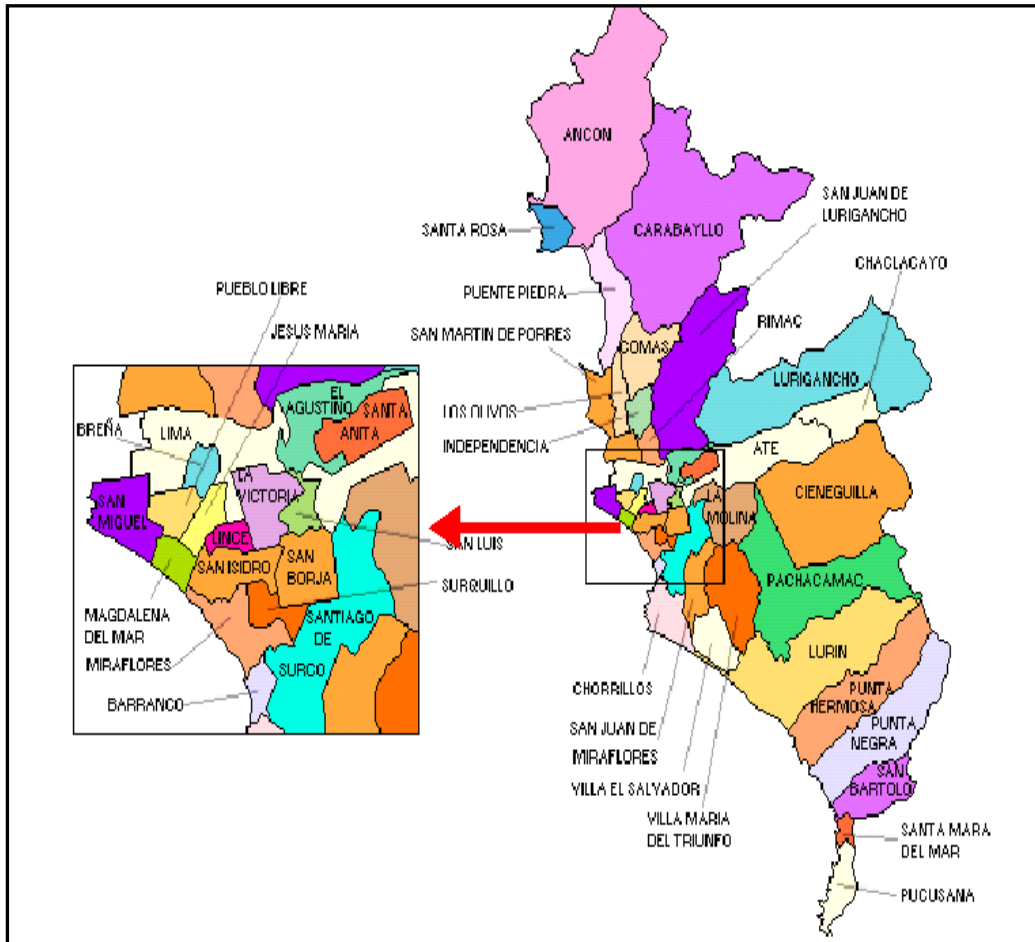 ANCON
SAN JUAN DE
LURIGANCHO
SANTA ROSA
CARABAYLLO
CHACLACAYO
PUEBLO LIBRE
PUENTE PIEDRA
JESUS MARIA
SAN MARTIN DE PORRES
RIMAC
COMAS
LURIGANCHO
EL
AGUSTINO
SANTA
ANITA
LOS OLIVOS
BREÑA
LIMA
INDEPENDENCIA
ATE
LA
VICTORIA
CIENEGUILLA
SAN
MIGUEL
LA
MOLINA
LINCE
SAN LUIS
SAN ISIDRO
SAN
BORJA
SURQUILLO
PACHACAMAC
MAGDALENA
DEL MAR
SANTIAGO
DE
MIRAFLORES
SURCO
LURIN
BARRANCO
CHORRILLOS
PUNTA
HERMOSA
SAN JUAN DE
MIRAFLORES
PUNTA
NEGRA
VILLA EL SALVADOR
SAN
BARTOLO
VILLA MARIA
DEL TRIUNFO
SANTA MARA
DEL MAR
PUCUSANA